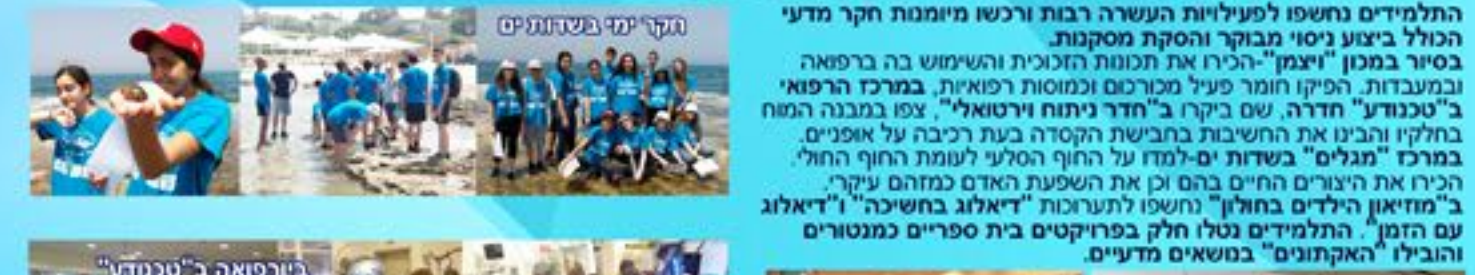 התלמידים נחשפו לפעילויות העשרה רבות ורכשו מיומנות חקר מדעי
הכולל ביצוע ניסוי מבוקר והסקת מסקנות.
בסיור במכון "ויצמן"-הכירו את תכונות הזכוכית והשימוש בה ברפואה
ובמעבדות. הפיקו חומר פעיל מכורכום וכמוסות רפואיות, במרכז הרפואי
ב"טכנודע" חדרה, שם ביקרו ב"חדר ניתוח וירטואלי", צפו במבנה המוח
בחלקיו והבינו את החשיבות בחבישת הקסדה בעת רכיבה על אופניים.
במרכז "מגלים" בשדות ים-למדו על החוף הסלעי לעומת החוף החולי.
הכירו את היצורים החיים בהם וכן את השפעת האדם כמזהם עיקרי.
ב"מוזיאון הילדים בחולון" נחשפו לתערוכות "דיאלוג בחשיכה" ו"דיאלוג
עם הזמן". התלמידים נטלו חלק בפרויקטים בית ספריים כמנטורים
והובילו "האקתונים" בנושאים מדעיים.
חקר ימי בשדות ים
ביורפואה ב"טכנודע"